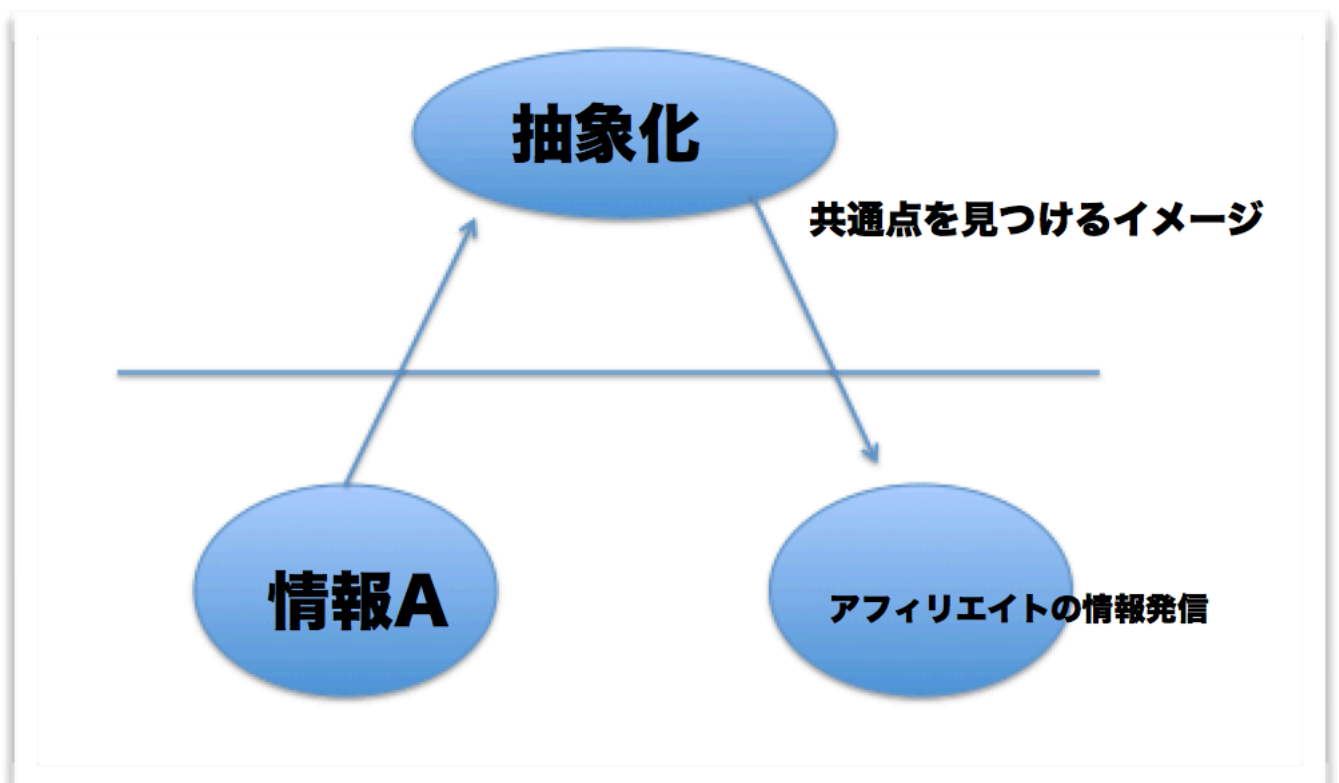 抽象化
共通点を見つけるイメージ
情報A
アフィリエイトの情報発信